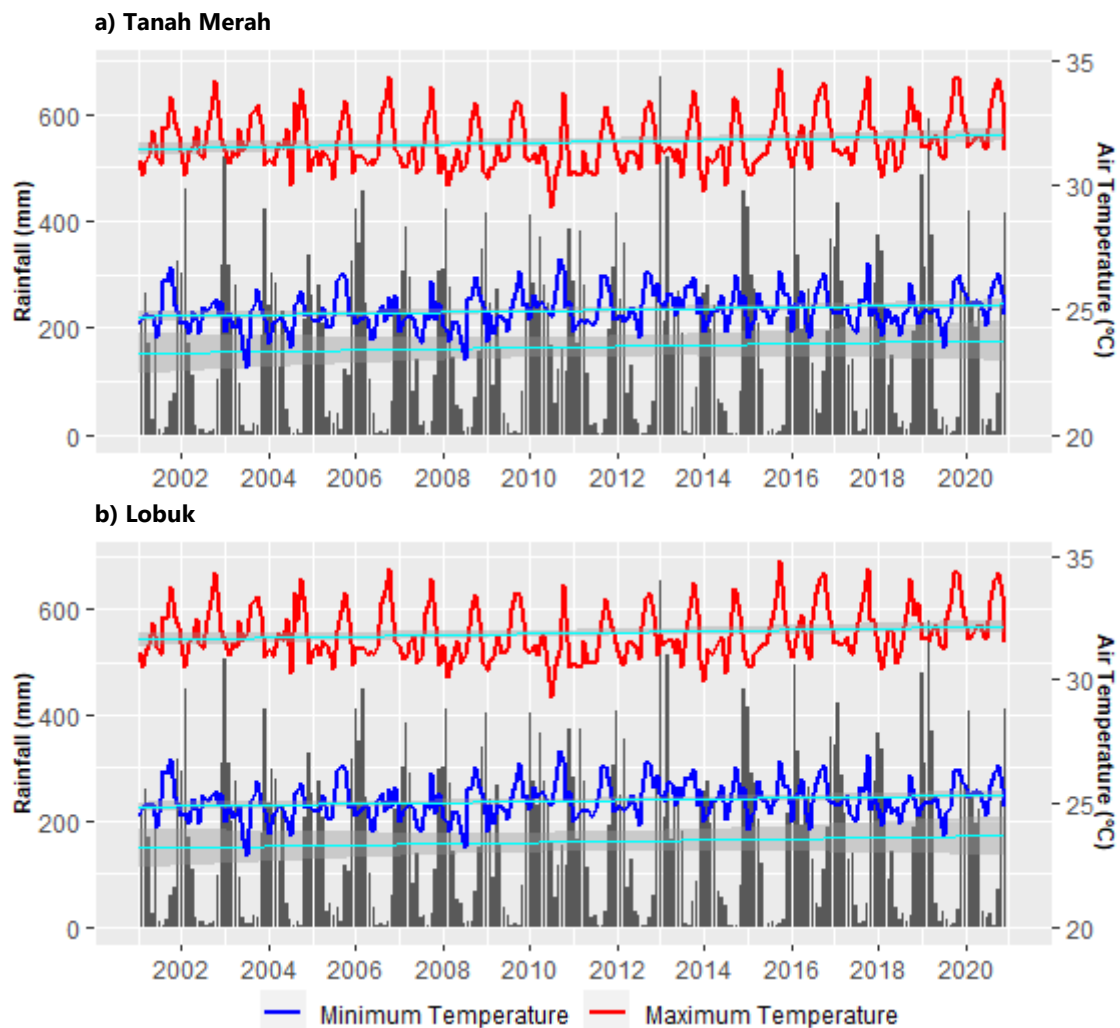 a) Tanah Merah
Rainfall (mm)
600
400
200
0
35
30
25
20
Air Temperature (°C)
2002 2004 2006 2008 2010 2012 2014 2016 2018 2020
b) Lobuk
Rainfall (mm)
600
400
200
0
35
30
25
20
Air Temperature (°C)
2002 2004 2006 2008 2010 2012 2014 2016 2018 2020
Minimum Temperature Maximum Temperature